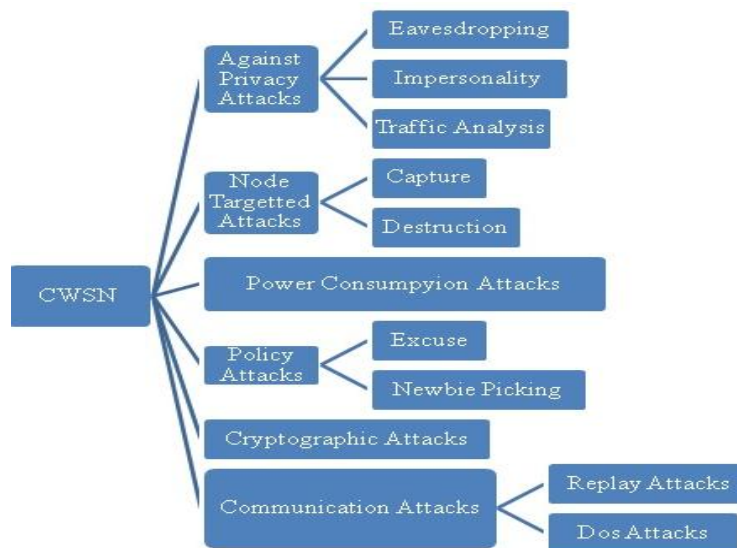 CWSN
Against
Privacy
Attacks
Eavesdropping
Impersonality
Traffic Analysis
Node
Targetted
Attacks
Capture
Destruction
Power Consumpyion Attacks
Policy
Attacks
Excuse
Newbie Picking
Cryptographic Attacks
Communication Attacks
Replay Attacks
Dos Attacks